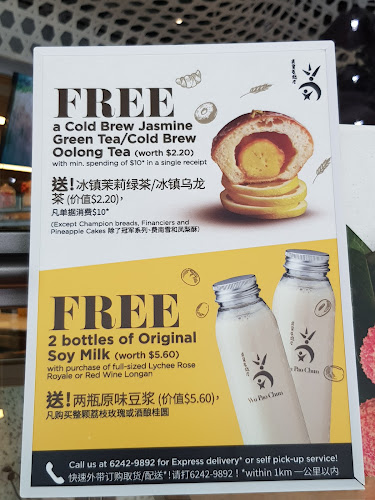 FREE
a Cold Brew Jasmine
Green Tea/Cold Brew
Oolong Tea (worth $2.20)
with min. spending of $10* in a single receipt
送!冰镇茉莉绿茶/冰镇乌龙
茶 (价值$2.20),
凡单据消费$10*
(Except Champion breads, Financiers and
Pineapple Cakes 除了冠军系列、费南雪和凤梨酥)
FREE
2 bottles of Original
Soy Milk (worth $5.60)
with purchase of full-sized Lychee Rose
Royale or Red Wine Longan
送!两瓶原味豆浆 (价值$5.60),
凡购买整颗荔枝玫瑰或酒酿桂圆
Wu Pao Chun
Wu Pao Chun
Call us at 6242-9892 for Express delivery* or self pick-up service!
快速外带订购取货/配送*!请打6242-9892! *within 1km 一公里以内